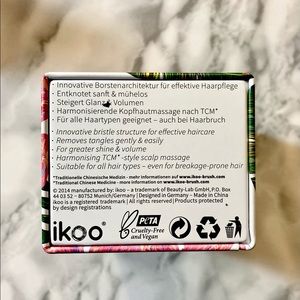 - Innovative Borstenarchitektur für effektive Haarpflege
- Entknotet sanft & mühelos
- Steigert Glanz & Volumen
- Harmonisierende Kopfhautmassage nach TCM*
- Für alle Haartypen geeignet – auch bei Haarbruch
- Innovative bristle structure for effective haircare
- Removes tangles gently & easily
- For greater shine & volume
- Harmonising TCM*-style scalp massage
- Suitable for all hair types – even for breakage-prone hair
*Traditionelle Chinesische Medizin - mehr Informationen unter www.ikoo-brush.com
*Traditional Chinese Medicine - more information on www.ikoo-brush.com
© 2014 manufactured by: ikoo – a trademark of Beauty-Lab GmbH, P.O. Box
44 03 52 – 80752 Munich/Germany | Designed in Germany – Made in China
ikoo is a registered trademark | All rights reserved | Products protected
by design registrations
ikoo®
PETA
Cruelty-Free
and Vegan